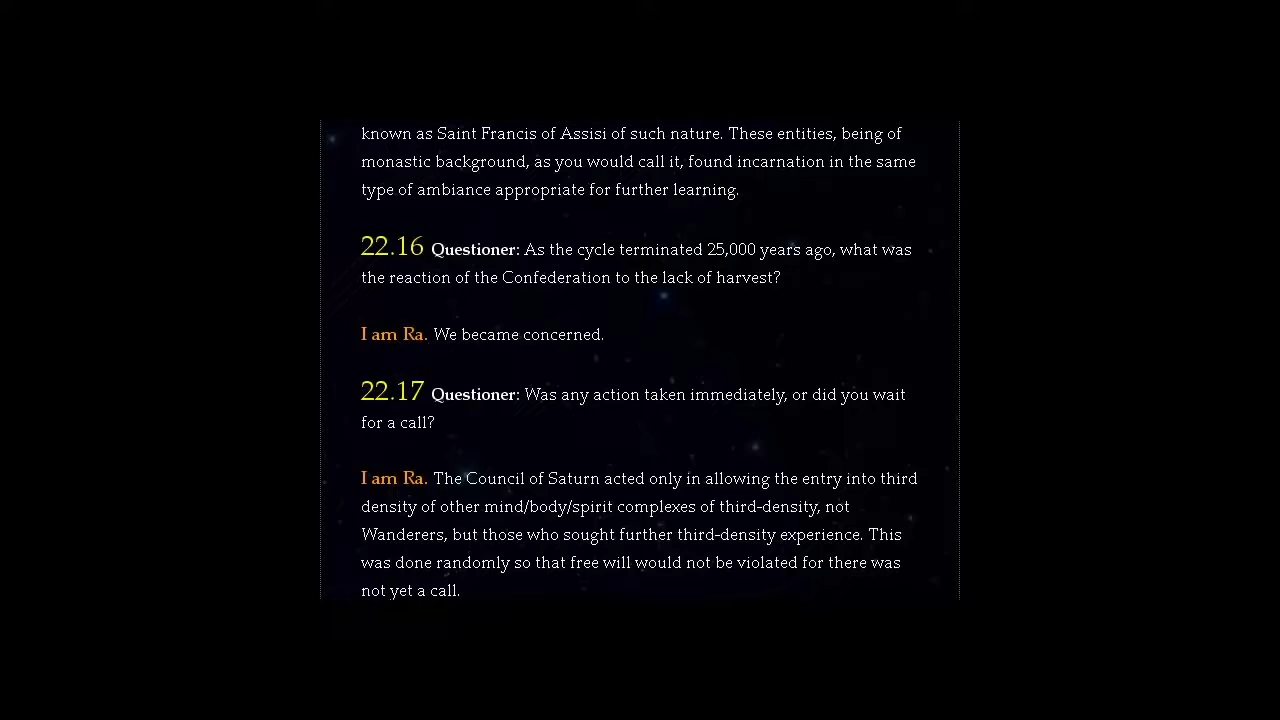 known as Saint Francis of Assisi of such nature. These entities, being of
monastic background, as you would call it, found incarnation in the same
type of ambiance appropriate for further learning.
22.16 Questioner: As the cycle terminated 25,000 years ago, what was
the reaction of the Confederation to the lack of harvest?
I am Ra. We became concerned.
22.17 Questioner: Was any action taken immediately, or did you wait
for a call?
I am Ra. The Council of Saturn acted only in allowing the entry into third
density of other mind/body/spirit complexes of third-density, not
Wanderers, but those who sought further third-density experience. This
was done randomly so that free will would not be violated for there was
not yet a call.